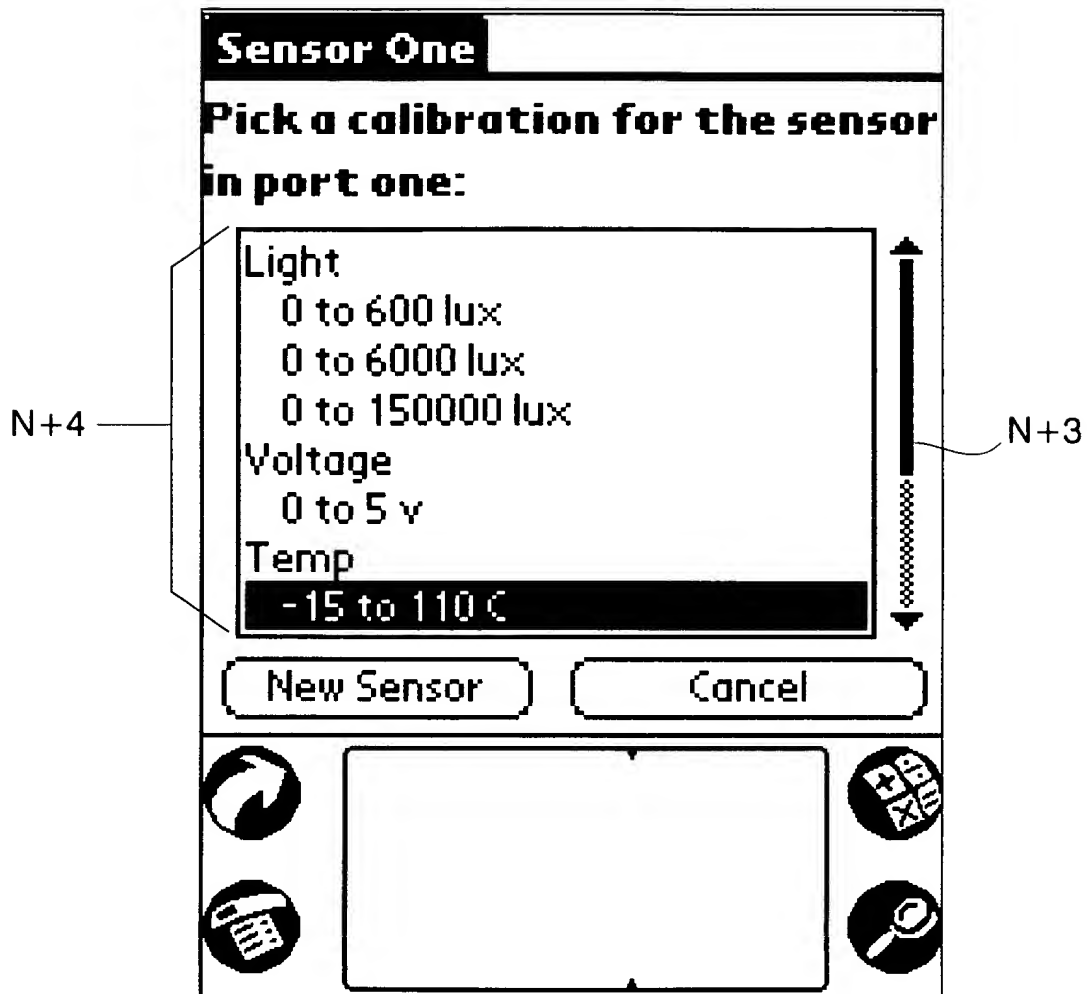 Sensor One
Pick a calibration for the sensor
in port one:
Light
0 to 600 lux
0 to 6000 lux
0 to 150000 lux
N+4
N+3
Voltage
0 to 5 v
Temp
-15 to 110 C
New Sensor
Cancel